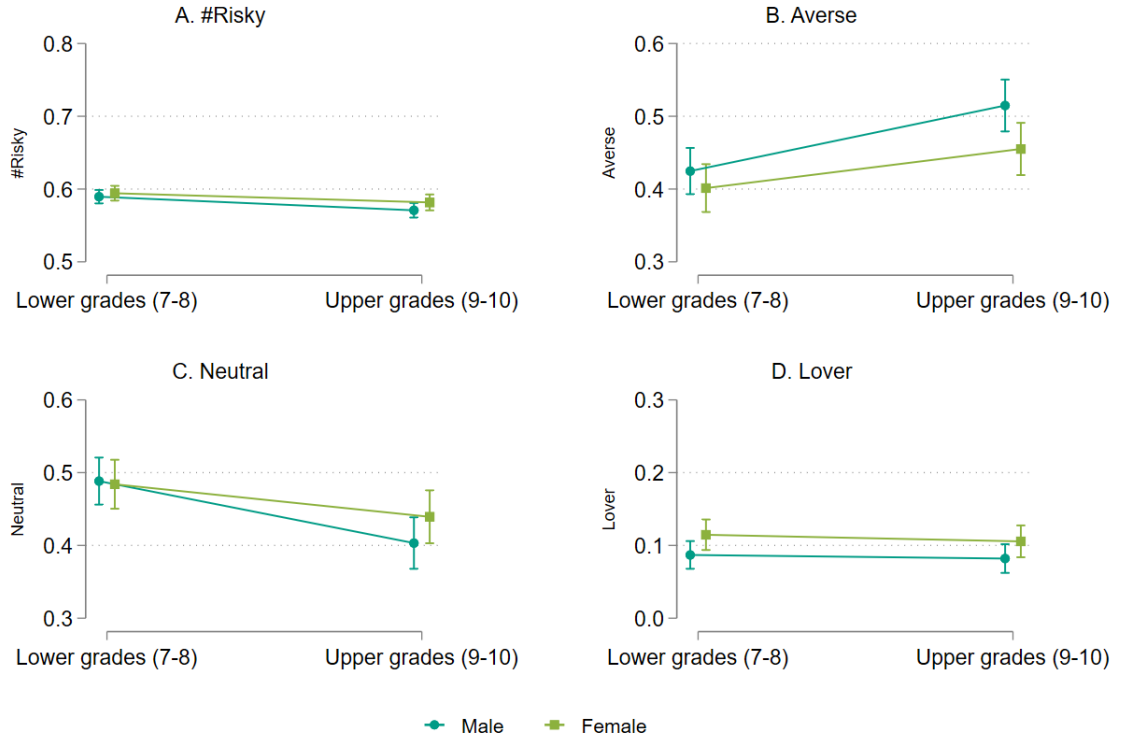 A. #Risky
0.8
0.7
0.6
0.5
#Risky
Lower grades (7-8) Upper grades (9-10)
B. Averse
0.6
0.5
0.4
0.3
Averse
Lower grades (7-8) Upper grades (9-10)
C. Neutral
0.6
0.5
0.4
0.3
Neutral
Lower grades (7-8) Upper grades (9-10)
D. Lover
0.3
0.2
0.1
0.0
Lover
Lower grades (7-8) Upper grades (9-10)
Male Female